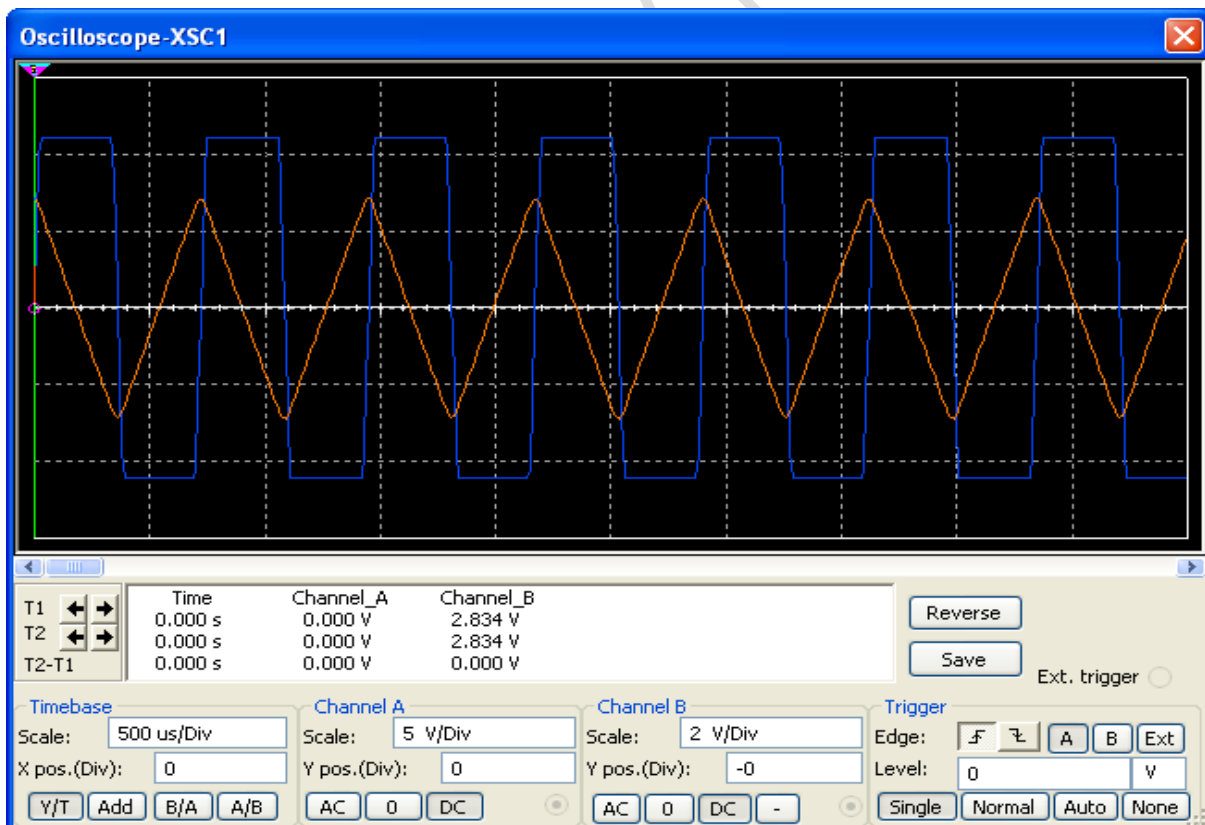 Oscilloscope-XSC1
Time Channel_A Channel_B
T1 0.000 s 0.000 V 2.834 V
T2 0.000 s 0.000 V 2.834 V
T2-T1 0.000 s 0.000 V 0.000 V
Reverse
Save
Ext. trigger
Timebase
Scale: 500 us/Div
X pos.(Div): 0
Y/T Add B/A A/B
Channel A
Scale: 5 V/Div
Y pos.(Div): 0
AC 0 DC
Channel B
Scale: 2 V/Div
Y pos.(Div): -0
AC 0 DC -
Trigger
Edge: A B Ext
Level: 0 V
Single Normal Auto None